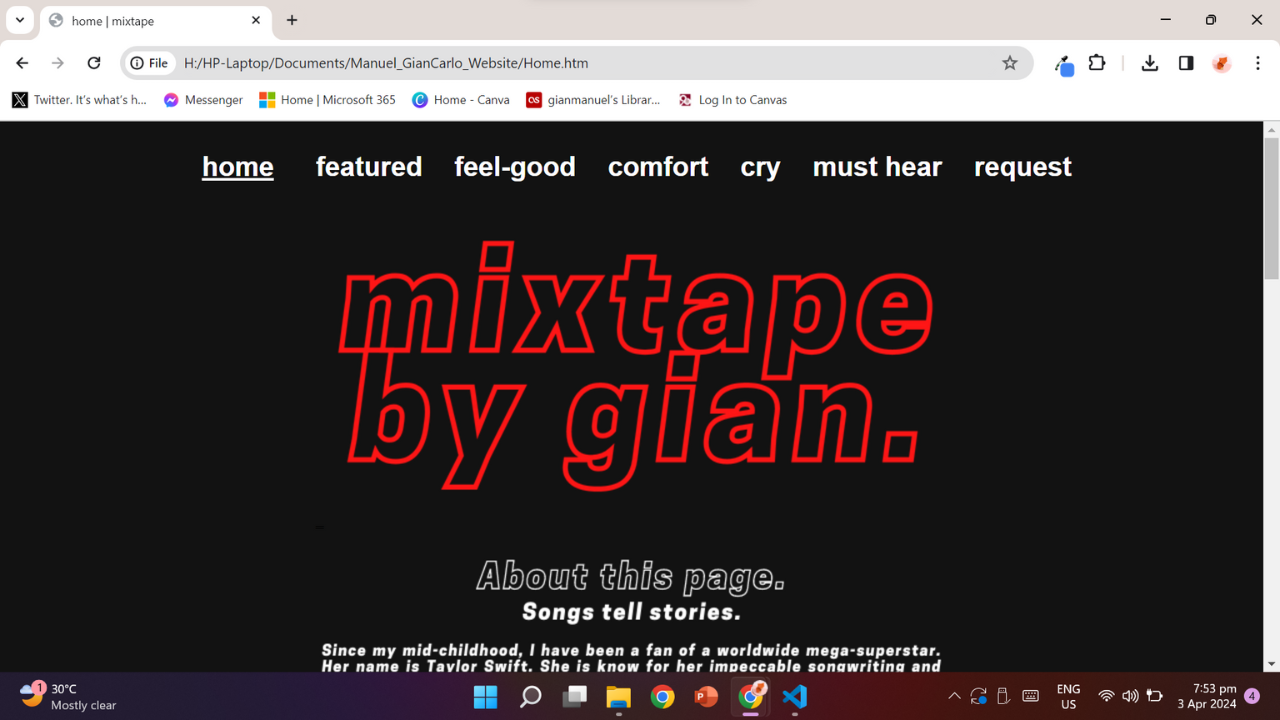 home | mixtape
File H:/HP-Laptop/Documents/Manuel_GianCarlo_Website/Home.htm
Twitter. It's what's h... Messenger Home | Microsoft 365 Home - Canva gianmanuel's Librar... Log In to Canvas
home featured feel-good comfort cry must hear request
mixtape
by gian.
About this page.
Songs tell stories.
Since my mid-childhood, I have been a fan of a worldwide mega-superstar.
Her name is Taylor Swift. She is know for her impeccable songwriting and
1 30°C ENG 7:53 pm
Mostly clear US 3 Apr 2024 4